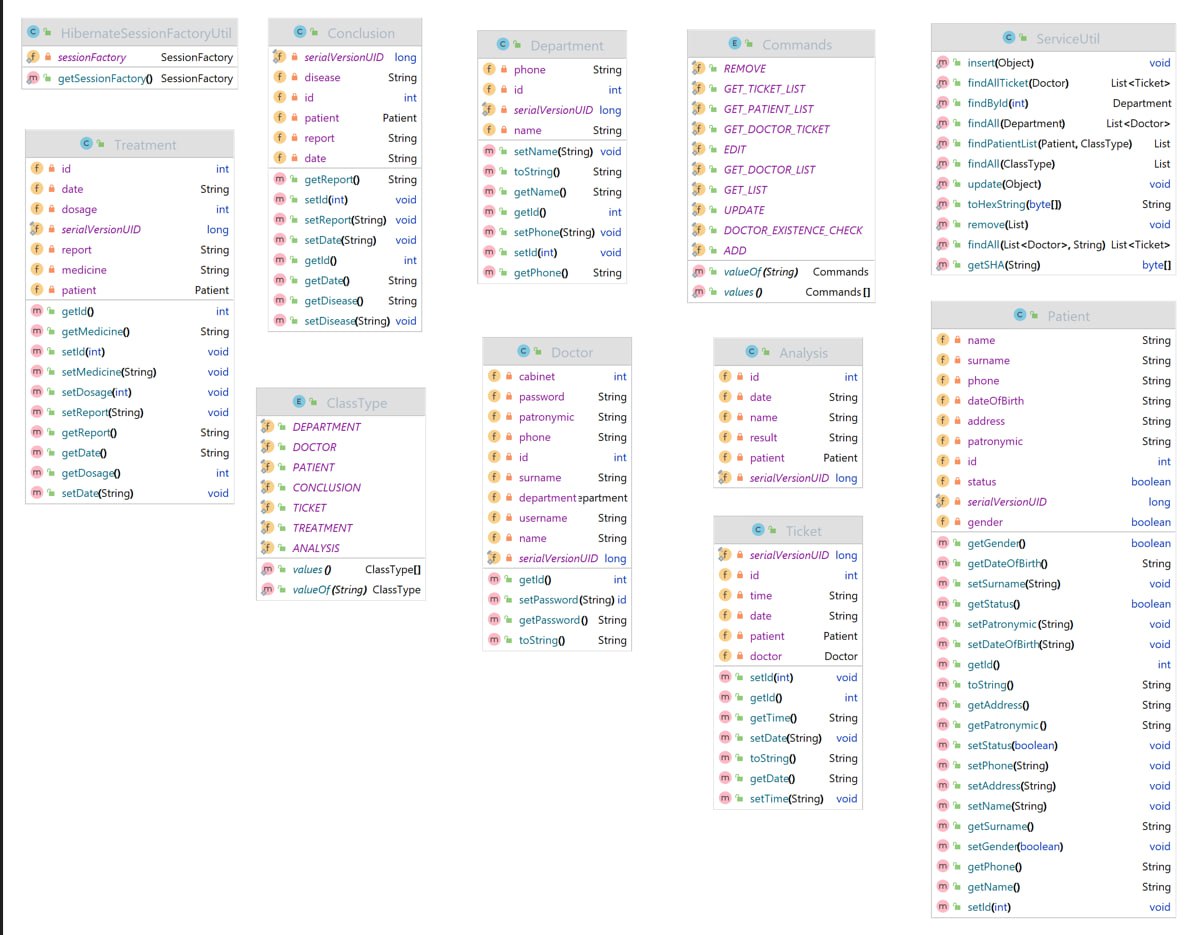 HibernateSessionFactoryUtil
sessionFactory SessionFactory
getSessionFactory() SessionFactory
Treatment
id int
date String
dosage int
serialVersionUID long
report String
medicine String
patient Patient
getId() int
getMedicine() String
setId(int) void
setMedicine(String) void
setDosage(int) void
setReport(String) void
getReport() String
getDate() String
getDosage() int
setDate(String) void
Conclusion
serialVersionUID long
disease String
id int
patient Patient
report String
date String
getReport() String
setId(int) void
setReport(String) void
setDate(String) void
getId() int
getDate() String
getDisease() String
setDisease(String) void
ClassType
DEPARTMENT
DOCTOR
PATIENT
CONCLUSION
TICKET
TREATMENT
ANALYSIS
values() ClassType[]
valueOf(String) ClassType
Department
phone String
id int
serialVersionUID long
name String
setName(String) void
toString() String
getName() String
getId() int
setPhone(String) void
setId(int) void
getPhone() String
Doctor
cabinet int
password String
patronymic String
phone String
id int
surname String
department partment
username String
name String
serialVersionUID long
getId() int
setPassword(String) id
getPassword() String
toString() String
Commands
REMOVE
GET_TICKET_LIST
GET_PATIENT_LIST
GET_DOCTOR_TICKET
EDIT
GET_DOCTOR_LIST
GET_LIST
UPDATE
DOCTOR_EXISTENCE_CHECK
ADD
valueOf(String) Commands
values() Commands[]
Analysis
id int
date String
name String
result String
patient Patient
serialVersionUID long
Ticket
serialVersionUID long
id int
time String
date String
patient Patient
doctor Doctor
setId(int) void
getId() int
getTime() String
setDate(String) void
toString() String
getDate() String
setTime(String) void
ServiceUtil
insert(Object) void
findAllTicket(Doctor) List<Ticket>
findById(int) Department
findAll(Department) List<Doctor>
findPatientList(Patient, ClassType) List
findAll(ClassType) List
update(Object) void
toHexString(byte[]) String
remove(List) void
findAll(List<Doctor>, String) List<Ticket>
getSHA(String) byte[]
Patient
name String
surname String
phone String
dateOfBirth String
address String
patronymic String
id int
status boolean
serialVersionUID long
gender boolean
getGender() boolean
getDateOfBirth() String
setSurname(String) void
getStatus() boolean
setPatronymic(String) void
setDateOfBirth(String) void
getId() int
toString() String
getAddress() String
getPatronymic() String
setStatus(boolean) void
setPhone(String) void
setAddress(String) void
setName(String) void
getSurname() String
setGender(boolean) void
getPhone() String
getName() String
setId(int) void